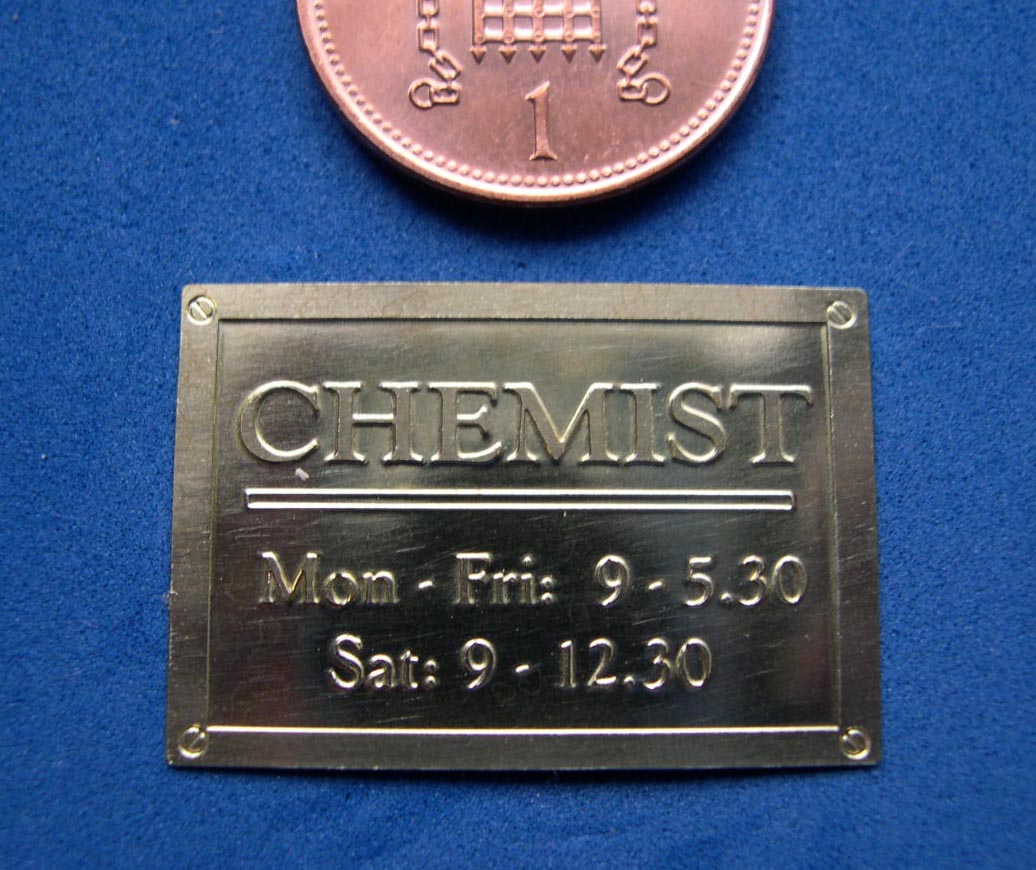 1
CHEMIST
Mon - Fri: 9 - 5.30
Sat: 9 - 12.30